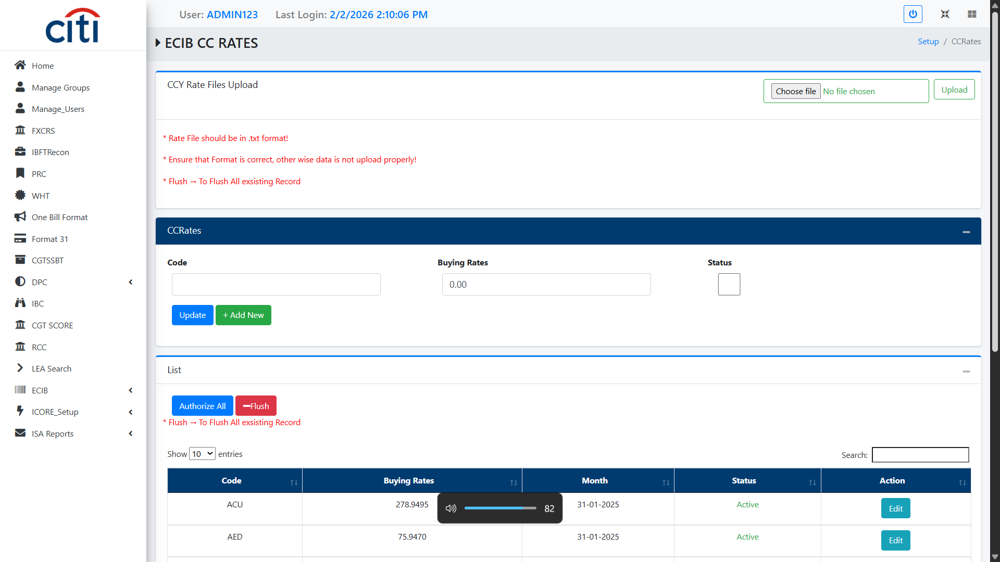 citi
User: ADMIN123 Last Login: 2/2/2026 2:10:06 PM
ECIB CC RATES
Setup / CCRates
Home
Manage Groups
Manage_Users
FXCRS
IBFTRecon
PRC
WHT
One Bill Format
Format 31
CGTSSBT
DPC
IBC
CGT SCORE
RCC
LEA Search
ECIB
ICORE_Setup
ISA Reports
CCY Rate Files Upload
Choose file No file chosen Upload
* Rate File should be in .txt format!
* Ensure that Format is correct, other wise data is not upload properly!
* Flush → To Flush All exsisting Record
CCRates
Code Buying Rates Status
0.00
Update + Add New
List
Authorize All Flush
* Flush → To Flush All exsisting Record
Show 10 entries Search:
Code Buying Rates Month Status Action
ACU 278.9495 31-01-2025 Active Edit
82
AED 75.9470 31-01-2025 Active Edit